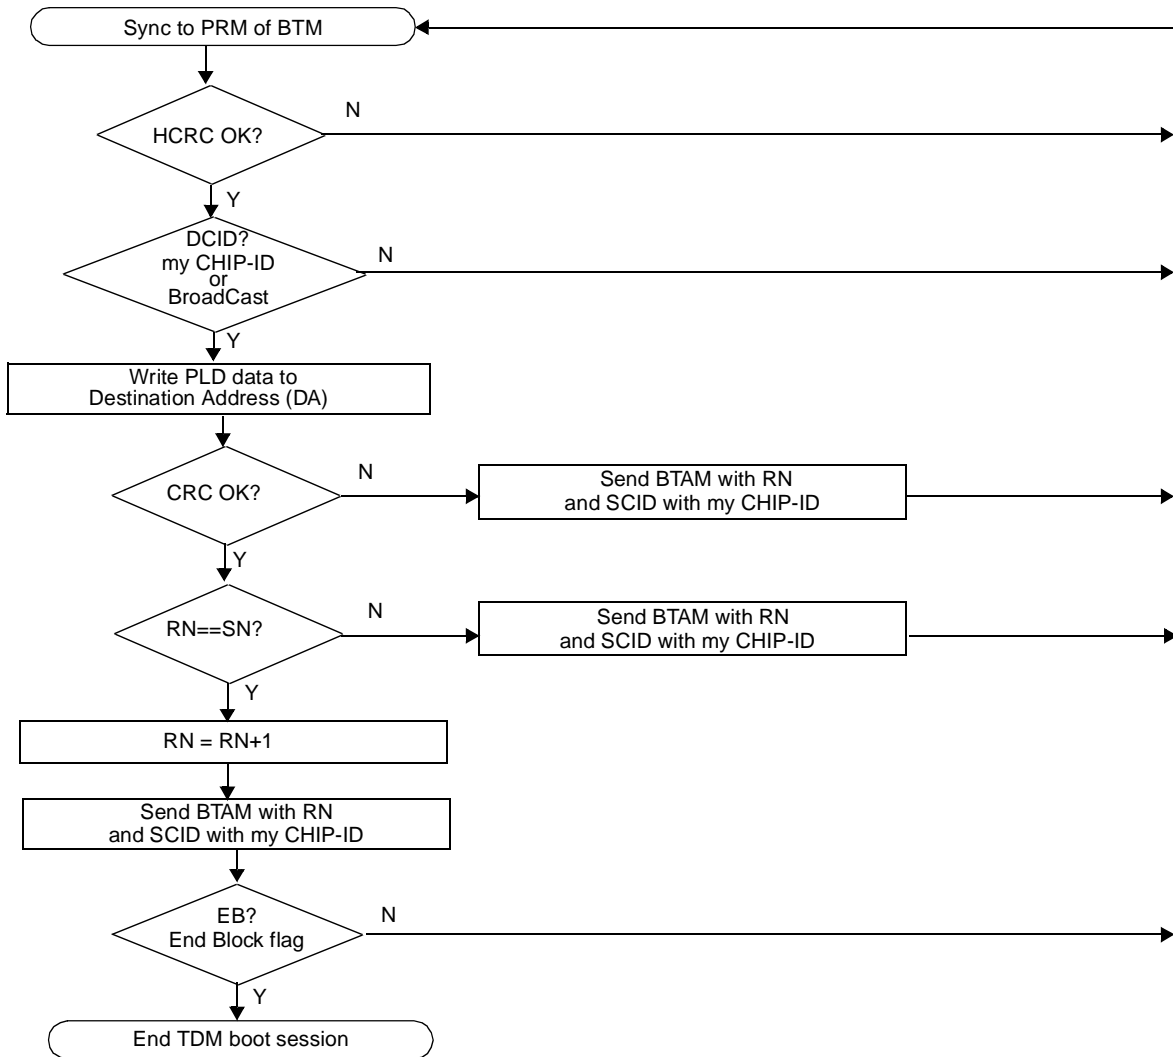 Sync to PRM of BTM
N
HCRC OK?
Y
DCID?
N
my CHIP-ID
or
BroadCast
Y
Write PLD data to
Destination Address (DA)
N
CRC OK?
Send BTAM with RN
and SCID with my CHIP-ID
Y
N
RN==SN?
Send BTAM with RN
and SCID with my CHIP-ID
Y
RN = RN+1
Send BTAM with RN
and SCID with my CHIP-ID
EB?
N
End Block flag
Y
End TDM boot session